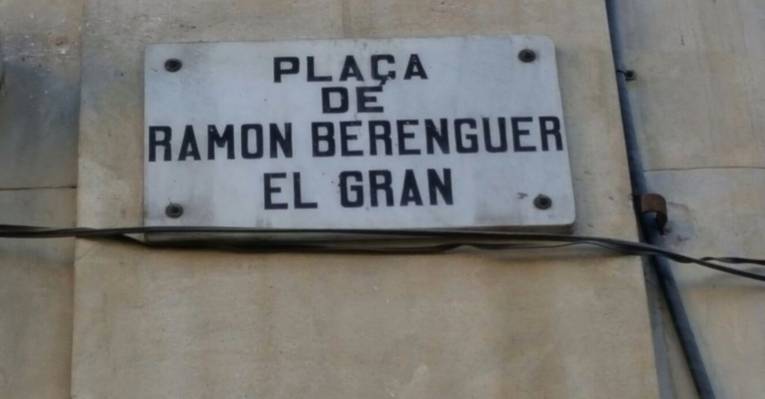 PLAÇA
DE
RAMON BERENGUER
EL GRAN